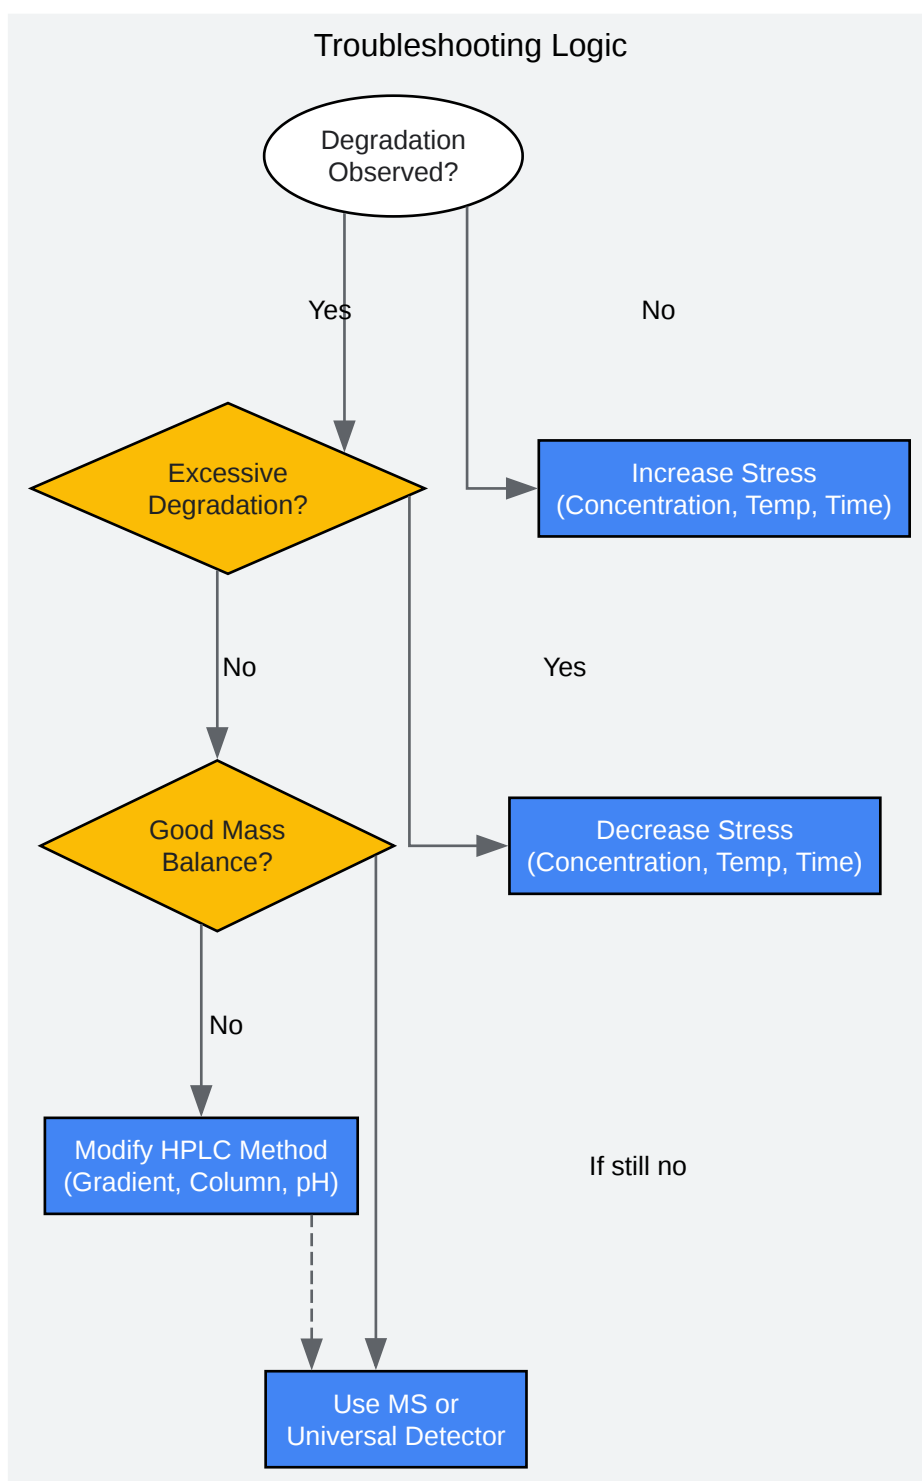 Troubleshooting Logic
Degradation
Observed?
Yes
No
Excessive
Degradation?
Increase Stress
(Concentration, Temp, Time)
No
Yes
Good Mass
Balance?
Decrease Stress
(Concentration, Temp, Time)
No
Modify HPLC Method
(Gradient, Column, pH)
If still no
Use MS or
Universal Detector